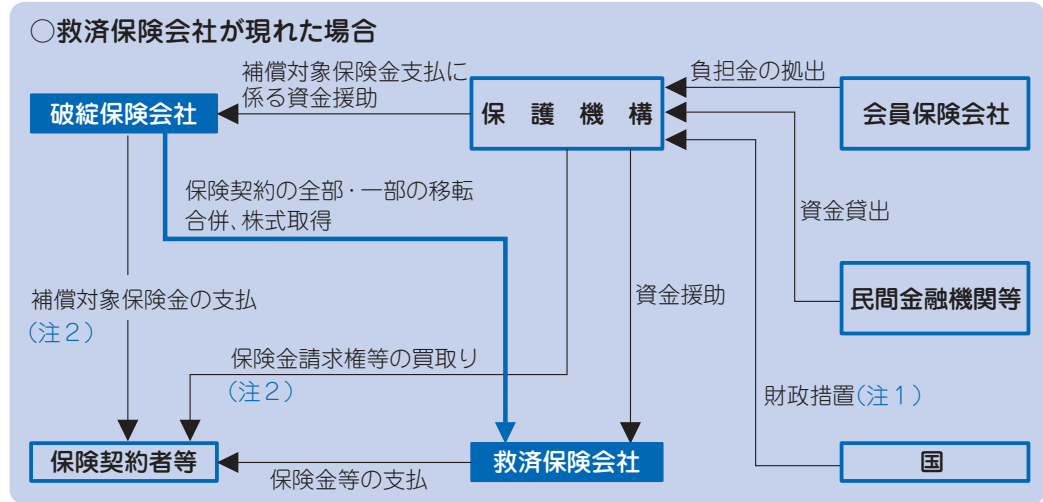 ○救済保険会社が現れた場合
補償対象保険金支払に
係る資金援助
負担金の拠出
破綻保険会社
保護機構
会員保険会社
保険契約の全部・一部の移転
合併、株式取得
資金貸出
補償対象保険金の支払
(注2)
資金援助
民間金融機関等
保険金請求権等の買取り
(注2)
財政措置(注1)
保険契約者等
保険金等の支払
救済保険会社
国